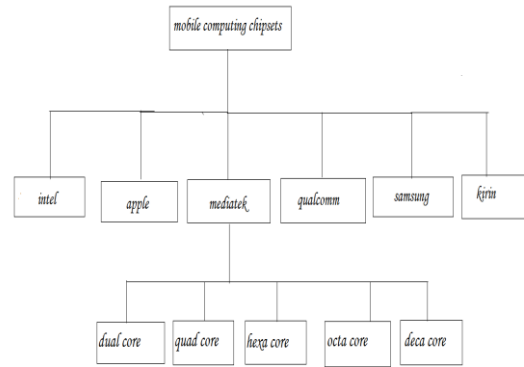 mobile computing chipsets
intel
apple
mediatek
qualcomm
samsung
kirin
dual core
quad core
hexa core
octa core
deca core